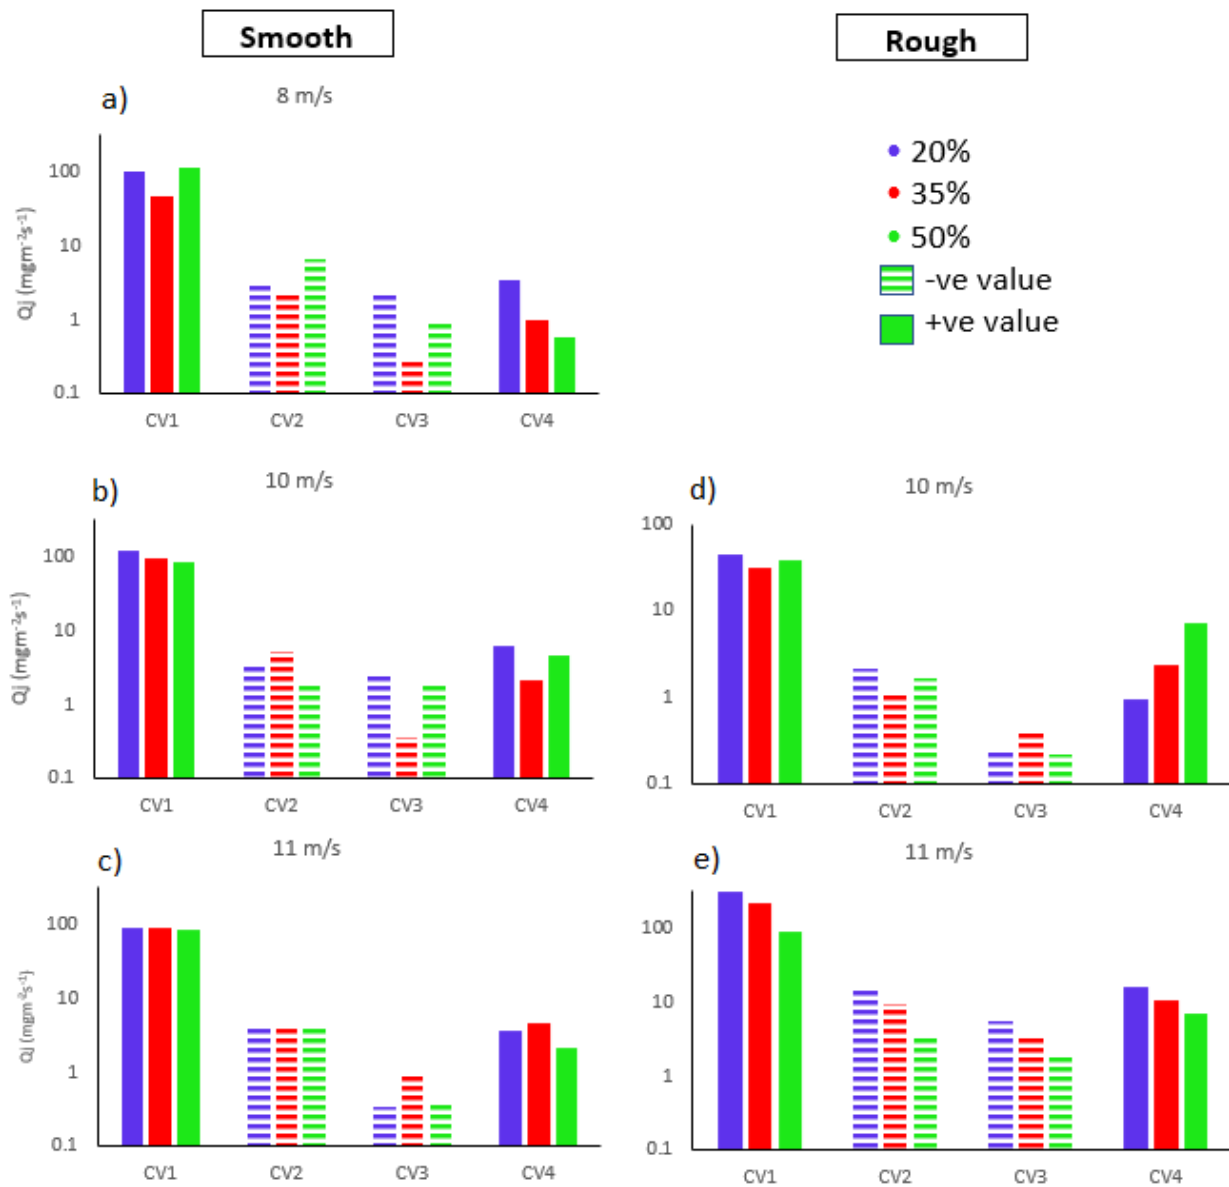 Smooth
Rough
a)
8 m/s
Qj (mgm⁻²s⁻¹)
100
10
1
0.1
CV1 CV2 CV3 CV4
20%
35%
50%
-ve value
+ve value
b)
10 m/s
Qj (mgm⁻²s⁻¹)
100
10
1
0.1
CV1 CV2 CV3 CV4
d)
10 m/s
100
10
1
0.1
CV1 CV2 CV3 CV4
c)
11 m/s
Qj (mgm⁻²s⁻¹)
100
10
1
0.1
CV1 CV2 CV3 CV4
e)
11 m/s
100
10
1
0.1
CV1 CV2 CV3 CV4